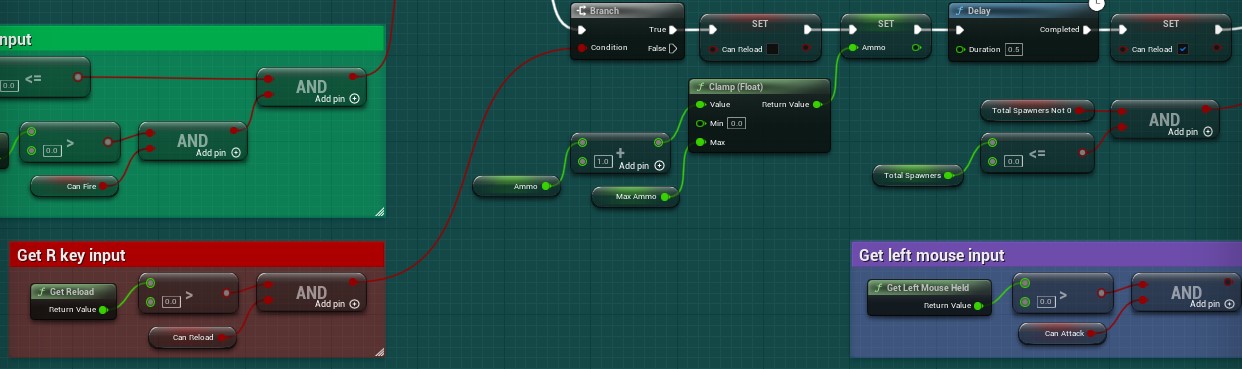 Branch
True
Condition
False
SET
Can Reload
SET
Ammo
Delay
Completed
Duration
0.5
SET
Can Reload
nput
0.0
<=
AND
Add pin
0.0
>
AND
Add pin
Can Fire
Clamp (Float)
Value
Return Value
Min
0.0
Max
1.0
+
Add pin
Ammo
Max Ammo
Total Spawners Not 0
AND
Add pin
0.0
<=
Total Spawners
Get R key input
Get Reload
Return Value
0.0
>
AND
Add pin
Can Reload
Get left mouse input
Get Left Mouse Held
Return Value
0.0
>
AND
Add pin
Can Attack